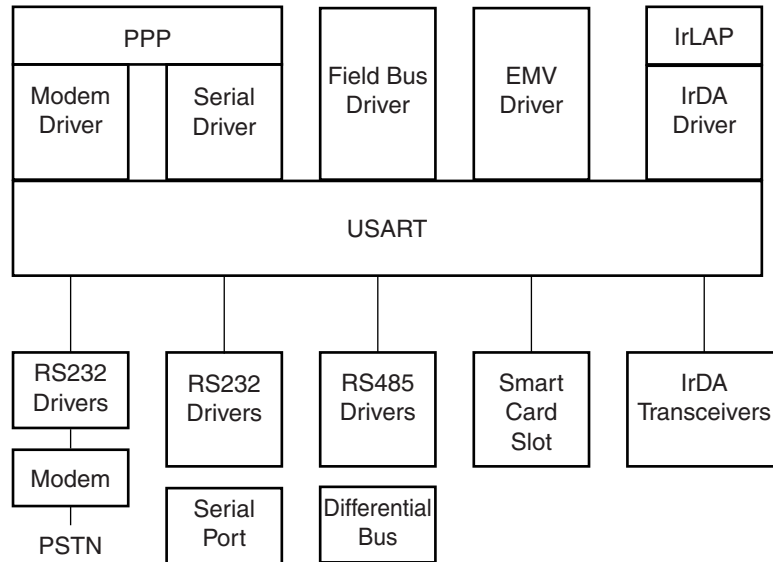 PPP
Modem
Driver
Serial
Driver
Field Bus
Driver
EMV
Driver
IrLAP
IrDA
Driver
USART
RS232
Drivers
Modem
PSTN
RS232
Drivers
Serial
Port
RS485
Drivers
Differential
Bus
Smart
Card
Slot
IrDA
Transceivers